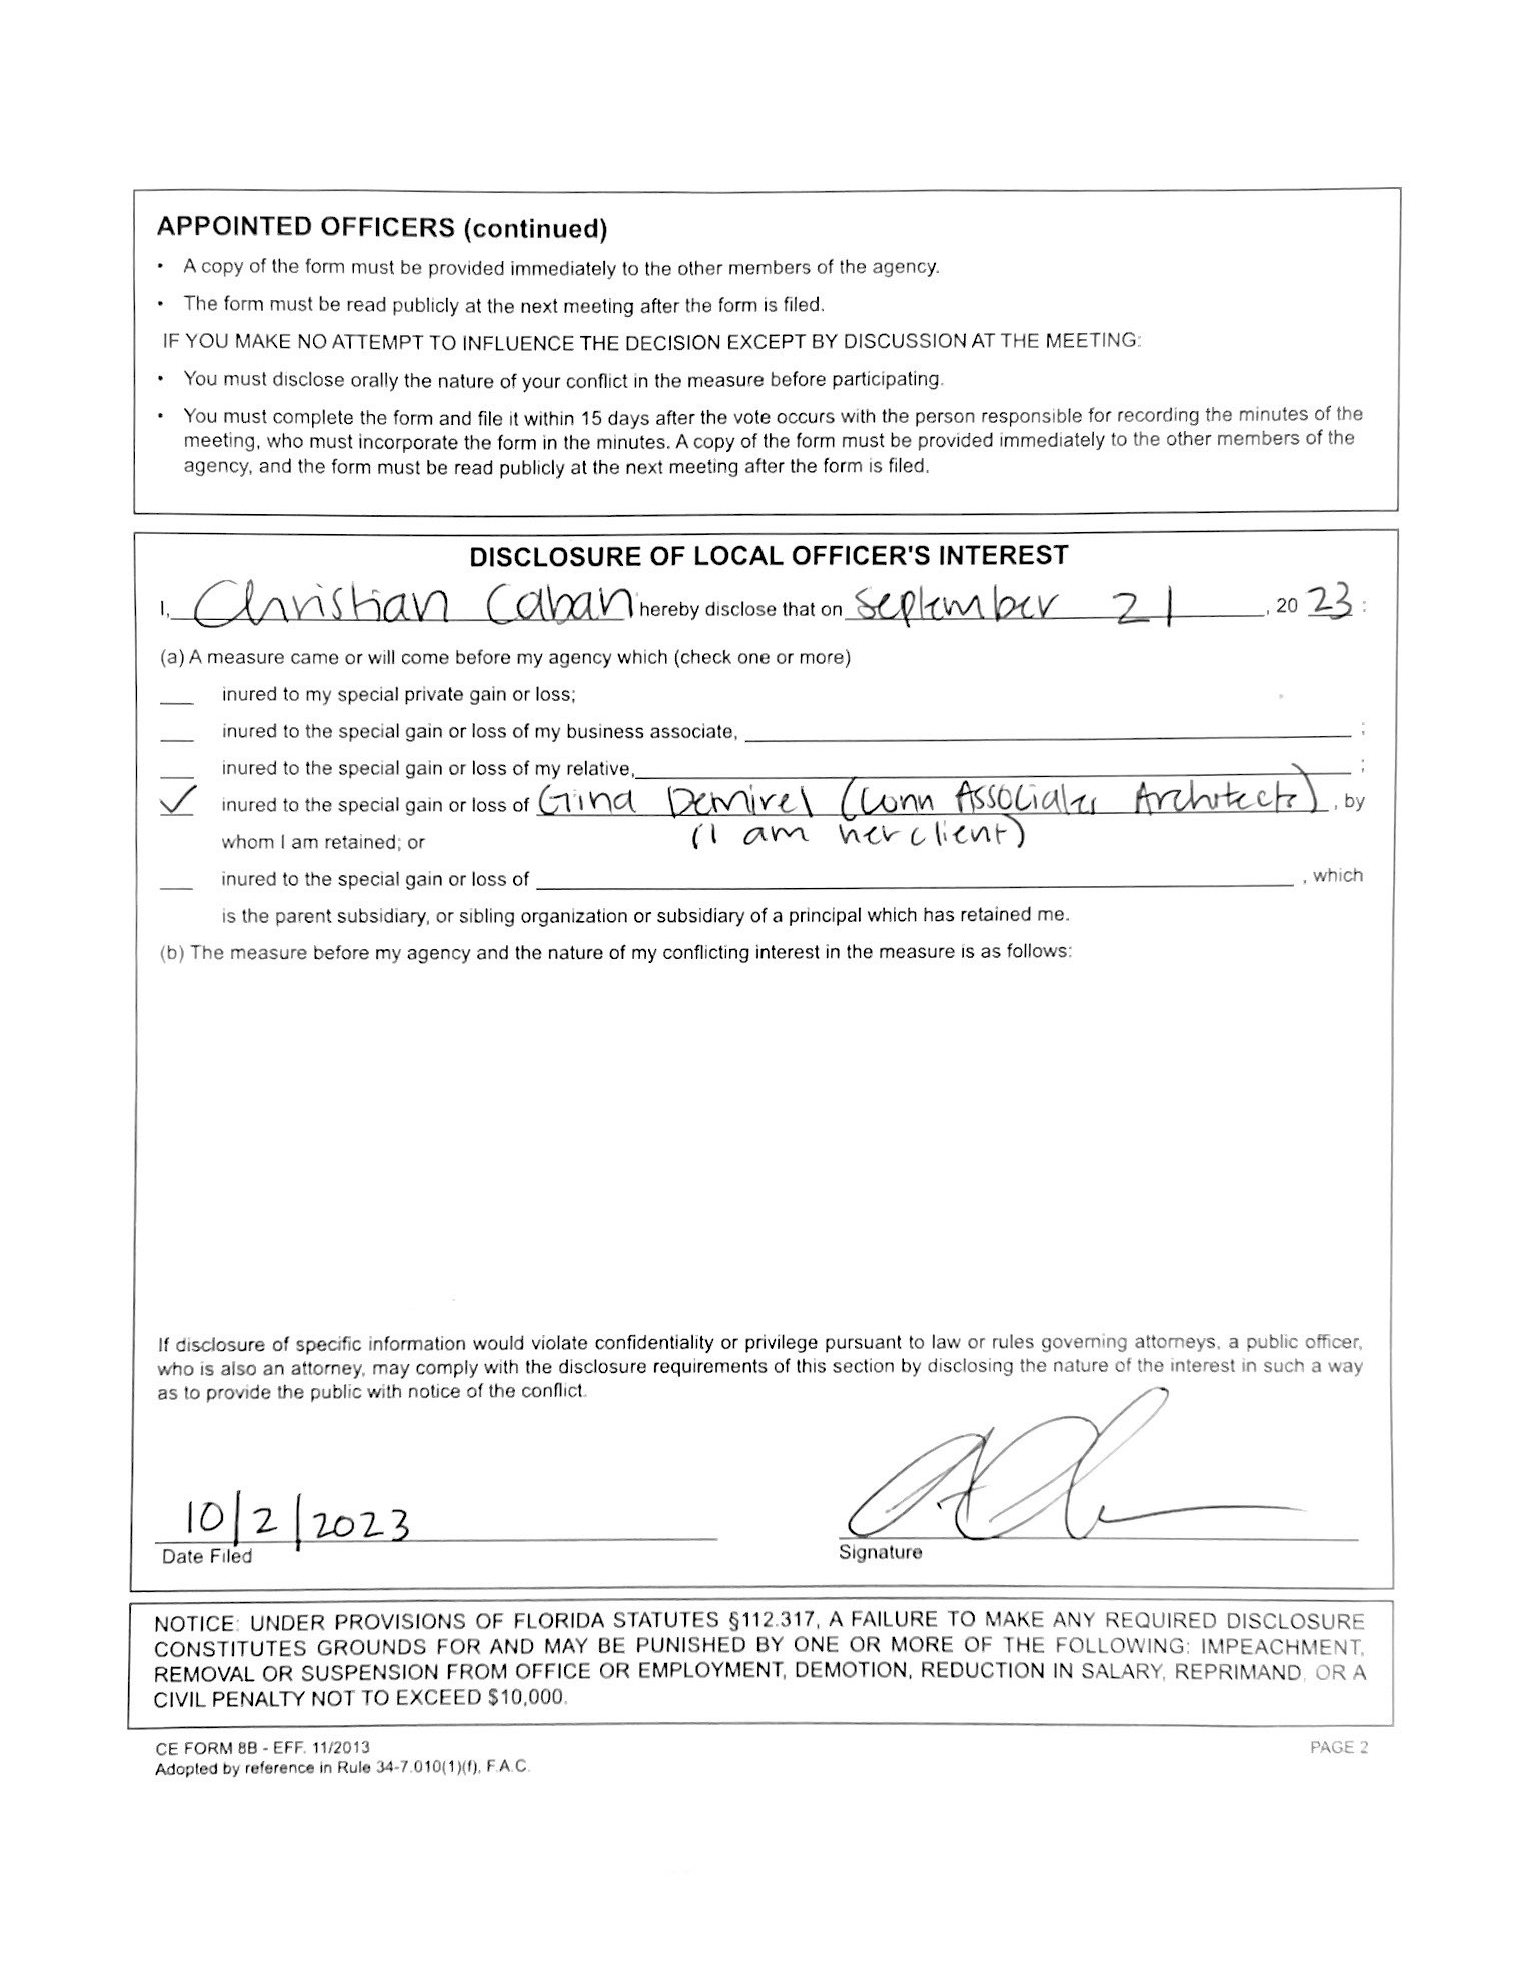 APPOINTED OFFICERS (continued)
• A copy of the form must be provided immediately to the other members of the agency.
• The form must be read publicly at the next meeting after the form is filed.
IF YOU MAKE NO ATTEMPT TO INFLUENCE THE DECISION EXCEPT BY DISCUSSION AT THE MEETING:
• You must disclose orally the nature of your conflict in the measure before participating.
• You must complete the form and file it within 15 days after the vote occurs with the person responsible for recording the minutes of the
meeting, who must incorporate the form in the minutes. A copy of the form must be provided immediately to the other members of the
agency, and the form must be read publicly at the next meeting after the form is filed.
DISCLOSURE OF LOCAL OFFICER'S INTEREST
I, Christian Caban hereby disclose that on September 21, 20 23:
(a) A measure came or will come before my agency which (check one or more)
___ inured to my special private gain or loss;
___ inured to the special gain or loss of my business associate, ___ ;
___ inured to the special gain or loss of my relative, ___ ;
✓ inured to the special gain or loss of Gina Demirel (Conn Associates Architects), by
whom I am retained; or (I am her client)
___ inured to the special gain or loss of ___ , which
is the parent subsidiary, or sibling organization or subsidiary of a principal which has retained me.
(b) The measure before my agency and the nature of my conflicting interest in the measure is as follows:
If disclosure of specific information would violate confidentiality or privilege pursuant to law or rules governing attorneys, a public officer,
who is also an attorney, may comply with the disclosure requirements of this section by disclosing the nature of the interest in such a way
as to provide the public with notice of the conflict.
10/2/2023
Date Filed Signature
NOTICE: UNDER PROVISIONS OF FLORIDA STATUTES §112.317, A FAILURE TO MAKE ANY REQUIRED DISCLOSURE
CONSTITUTES GROUNDS FOR AND MAY BE PUNISHED BY ONE OR MORE OF THE FOLLOWING: IMPEACHMENT,
REMOVAL OR SUSPENSION FROM OFFICE OR EMPLOYMENT, DEMOTION, REDUCTION IN SALARY, REPRIMAND, OR A
CIVIL PENALTY NOT TO EXCEED $10,000.
CE FORM 8B - EFF. 11/2013 PAGE 2
Adopted by reference in Rule 34-7.010(1)(f), F.A.C.